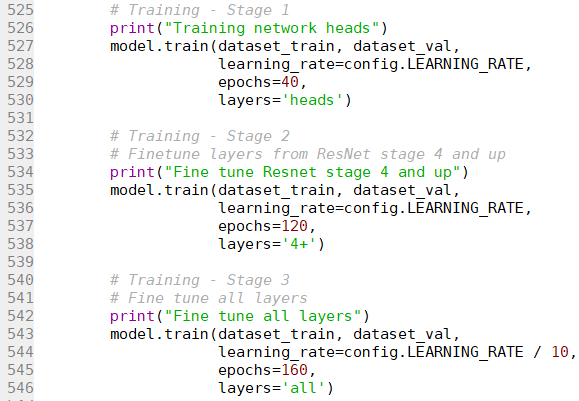 525 # Training - Stage 1
526 print("Training network heads")
527 model.train(dataset_train, dataset_val,
528 learning_rate=config.LEARNING_RATE,
529 epochs=40,
530 layers='heads')
531
532 # Training - Stage 2
533 # Finetune layers from ResNet stage 4 and up
534 print("Fine tune Resnet stage 4 and up")
535 model.train(dataset_train, dataset_val,
536 learning_rate=config.LEARNING_RATE,
537 epochs=120,
538 layers='4+')
539
540 # Training - Stage 3
541 # Fine tune all layers
542 print("Fine tune all layers")
543 model.train(dataset_train, dataset_val,
544 learning_rate=config.LEARNING_RATE / 10,
545 epochs=160,
546 layers='all')